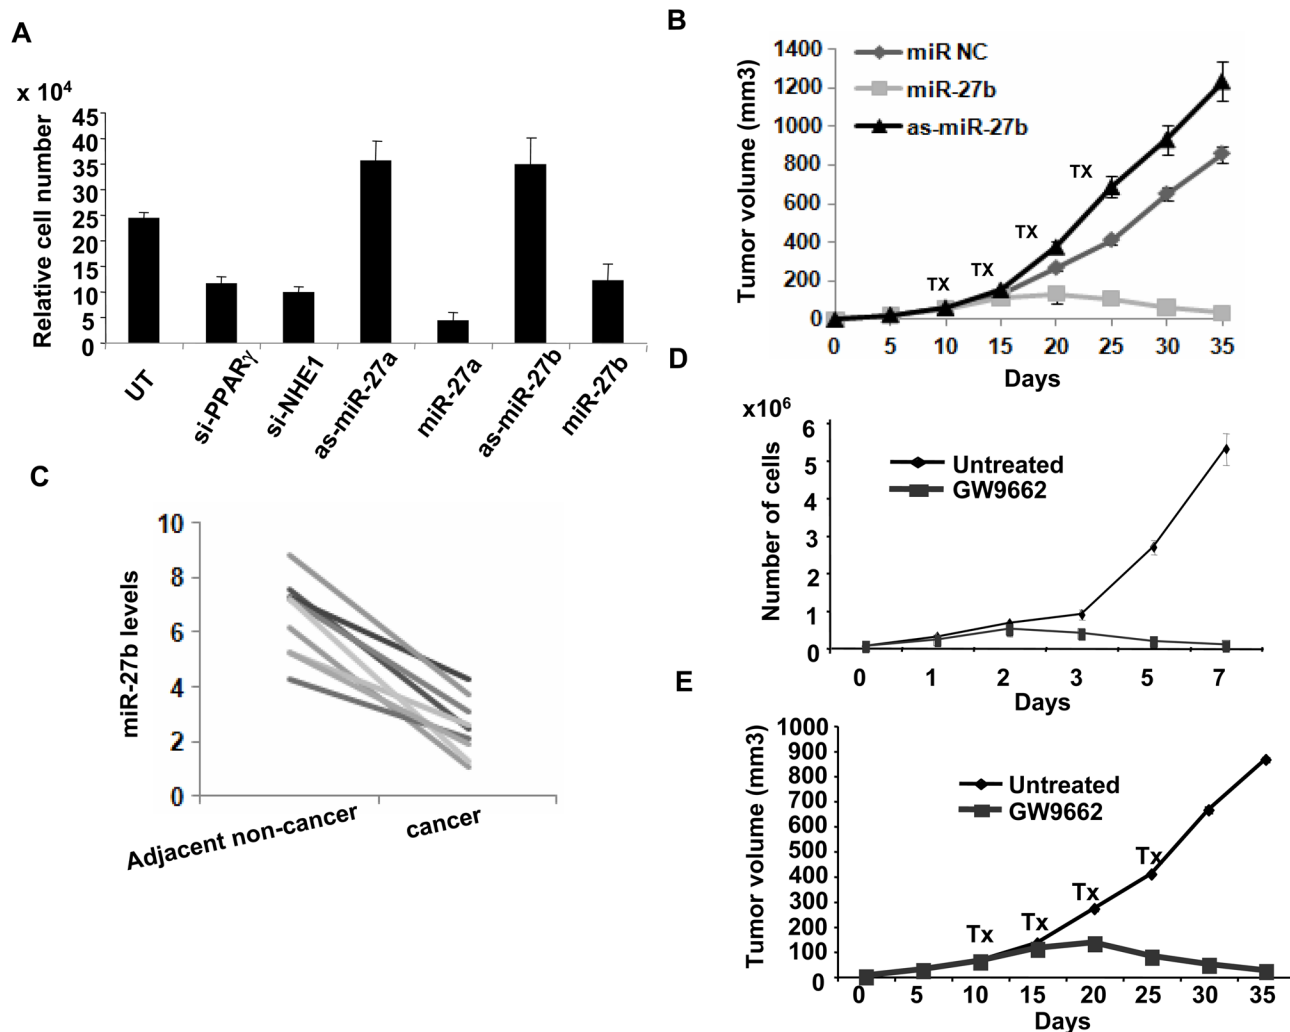 A
x 10⁴
Relative cell number
45
40
35
30
25
20
15
10
5
0
UT
si-PPARγ
si-NHE1
as-miR-27a
miR-27a
as-miR-27b
miR-27b
B
Tumor volume (mm3)
1400
1200
1000
800
600
400
200
0
miR NC
miR-27b
as-miR-27b
TX
TX
TX
TX
0 5 10 15 20 25 30 35
Days
C
miR-27b levels
10
8
6
4
2
0
Adjacent non-cancer
cancer
D
x10⁶
Number of cells
6
5
4
3
2
1
0
Untreated
GW9662
0 1 2 3 5 7
Days
E
Tumor volume (mm3)
1000
900
800
700
600
500
400
300
200
100
0
Untreated
GW9662
Tx
Tx
Tx
Tx
0 5 10 15 20 25 30 35
Days